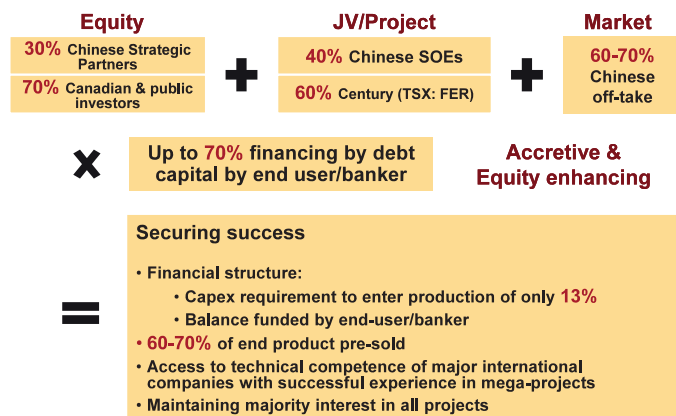 Equity
30% Chinese Strategic
Partners
70% Canadian & public
investors
+
JV/Project
40% Chinese SOEs
60% Century (TSX: FER)
+
Market
60-70%
Chinese
off-take
×
Up to 70% financing by debt
capital by end user/banker
Accretive &
Equity enhancing
=
Securing success
• Financial structure:
• Capex requirement to enter production of only 13%
• Balance funded by end-user/banker
• 60-70% of end product pre-sold
• Access to technical competence of major international
companies with successful experience in mega-projects
• Maintaining majority interest in all projects